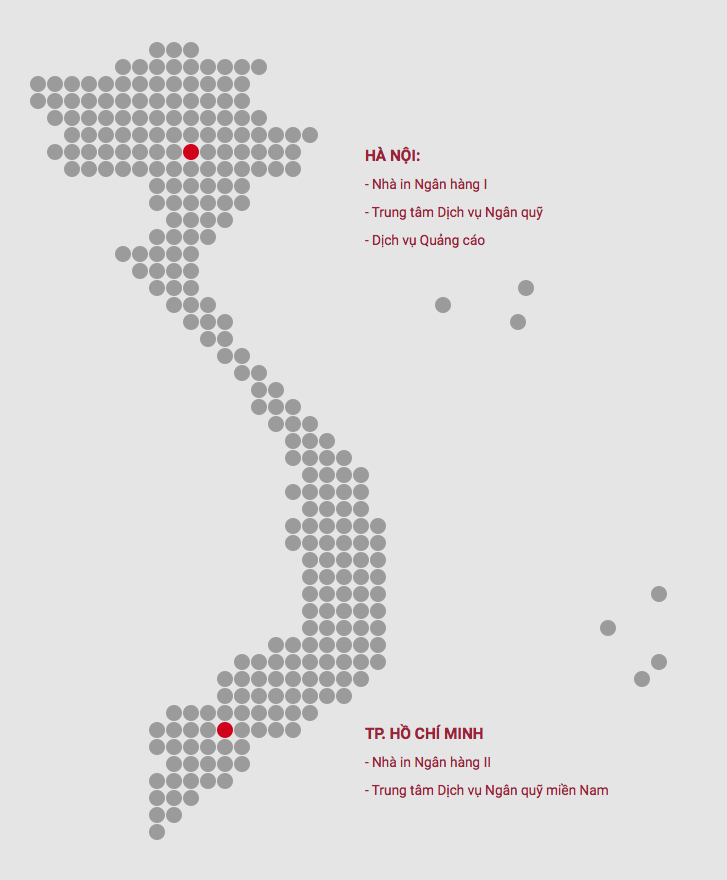 HÀ NỘI:
- Nhà in Ngân hàng I
- Trung tâm Dịch vụ Ngân quỹ
- Dịch vụ Quảng cáo
TP. HỒ CHÍ MINH
- Nhà in Ngân hàng II
- Trung tâm Dịch vụ Ngân quỹ miền Nam